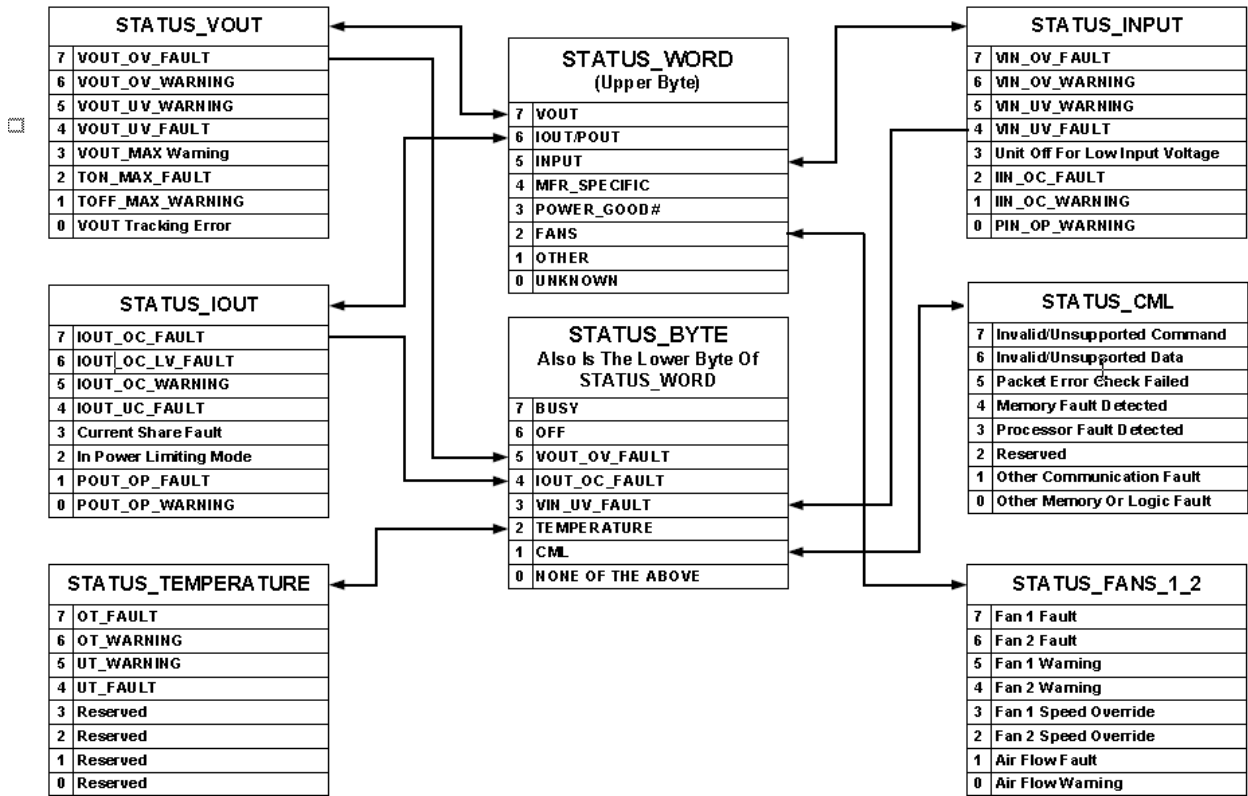 STATUS_VOUT
7 VOUT_OV_FAULT
6 VOUT_OV_WARNING
5 VOUT_UV_WARNING
4 VOUT_UV_FAULT
3 VOUT_MAX Warning
2 TON_MAX_FAULT
1 TOFF_MAX_WARNING
0 VOUT Tracking Error
STATUS_IOUT
7 IOUT_OC_FAULT
6 IOUT_OC_LV_FAULT
5 IOUT_OC_WARNING
4 IOUT_UC_FAULT
3 Current Share Fault
2 In Power Limiting Mode
1 POUT_OP_FAULT
0 POUT_OP_WARNING
STATUS_TEMPERATURE
7 OT_FAULT
6 OT_WARNING
5 UT_WARNING
4 UT_FAULT
3 Reserved
2 Reserved
1 Reserved
0 Reserved
STATUS_WORD
(Upper Byte)
7 VOUT
6 IOUT/POUT
5 INPUT
4 MFR_SPECIFIC
3 POWER_GOOD#
2 FANS
1 OTHER
0 UNKNOWN
STATUS_BYTE
Also Is The Lower Byte Of
STATUS_WORD
7 BUSY
6 OFF
5 VOUT_OV_FAULT
4 IOUT_OC_FAULT
3 VIN_UV_FAULT
2 TEMPERATURE
1 CML
0 NONE OF THE ABOVE
STATUS_INPUT
7 VIN_OV_FAULT
6 VIN_OV_WARNING
5 VIN_UV_WARNING
4 VIN_UV_FAULT
3 Unit Off For Low Input Voltage
2 IIN_OC_FAULT
1 IIN_OC_WARNING
0 PIN_OP_WARNING
STATUS_CML
7 Invalid/Unsupported Command
6 Invalid/Unsupported Data
5 Packet Error Check Failed
4 Memory Fault Detected
3 Processor Fault Detected
2 Reserved
1 Other Communication Fault
0 Other Memory Or Logic Fault
STATUS_FANS_1_2
7 Fan 1 Fault
6 Fan 2 Fault
5 Fan 1 Warning
4 Fan 2 Warning
3 Fan 1 Speed Override
2 Fan 2 Speed Override
1 Air Flow Fault
0 Air Flow Warning